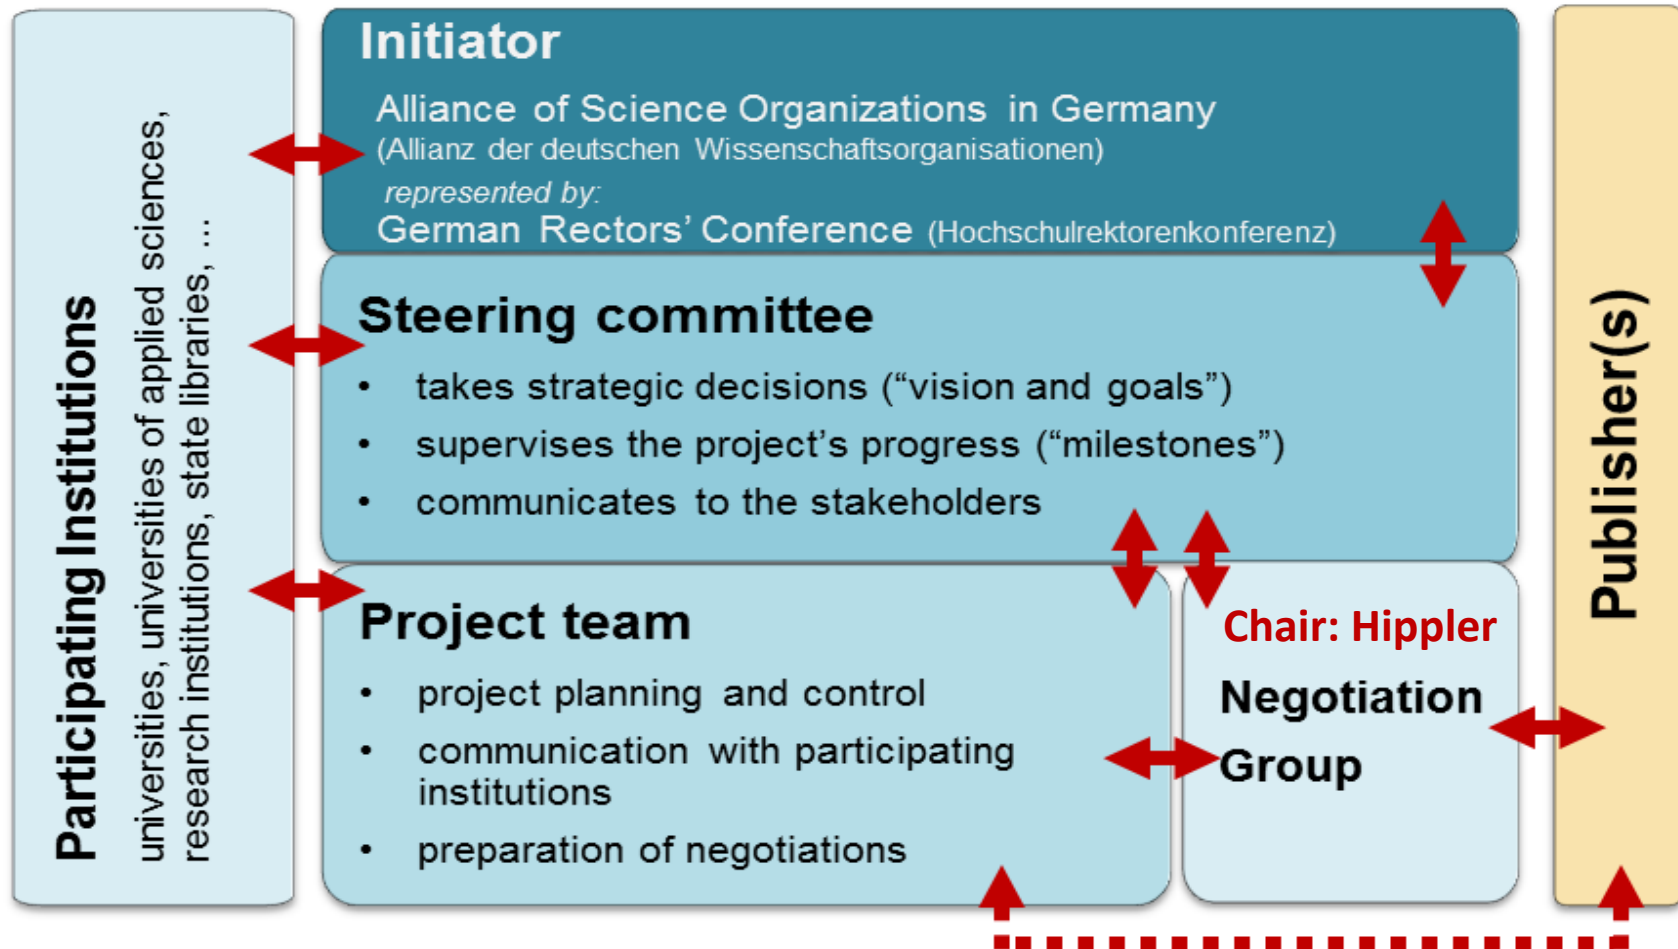 Participating Institutions
universities, universities of applied sciences,
research institutions, state libraries, ...
Initiator
Alliance of Science Organizations in Germany
(Allianz der deutschen Wissenschaftsorganisationen)
represented by:
German Rectors’ Conference (Hochschulrektorenkonferenz)
Steering committee
• takes strategic decisions (“vision and goals”)
• supervises the project’s progress (“milestones”)
• communicates to the stakeholders
Project team
• project planning and control
• communication with participating
institutions
• preparation of negotiations
Chair: Hippler
Negotiation
Group
Publisher(s)